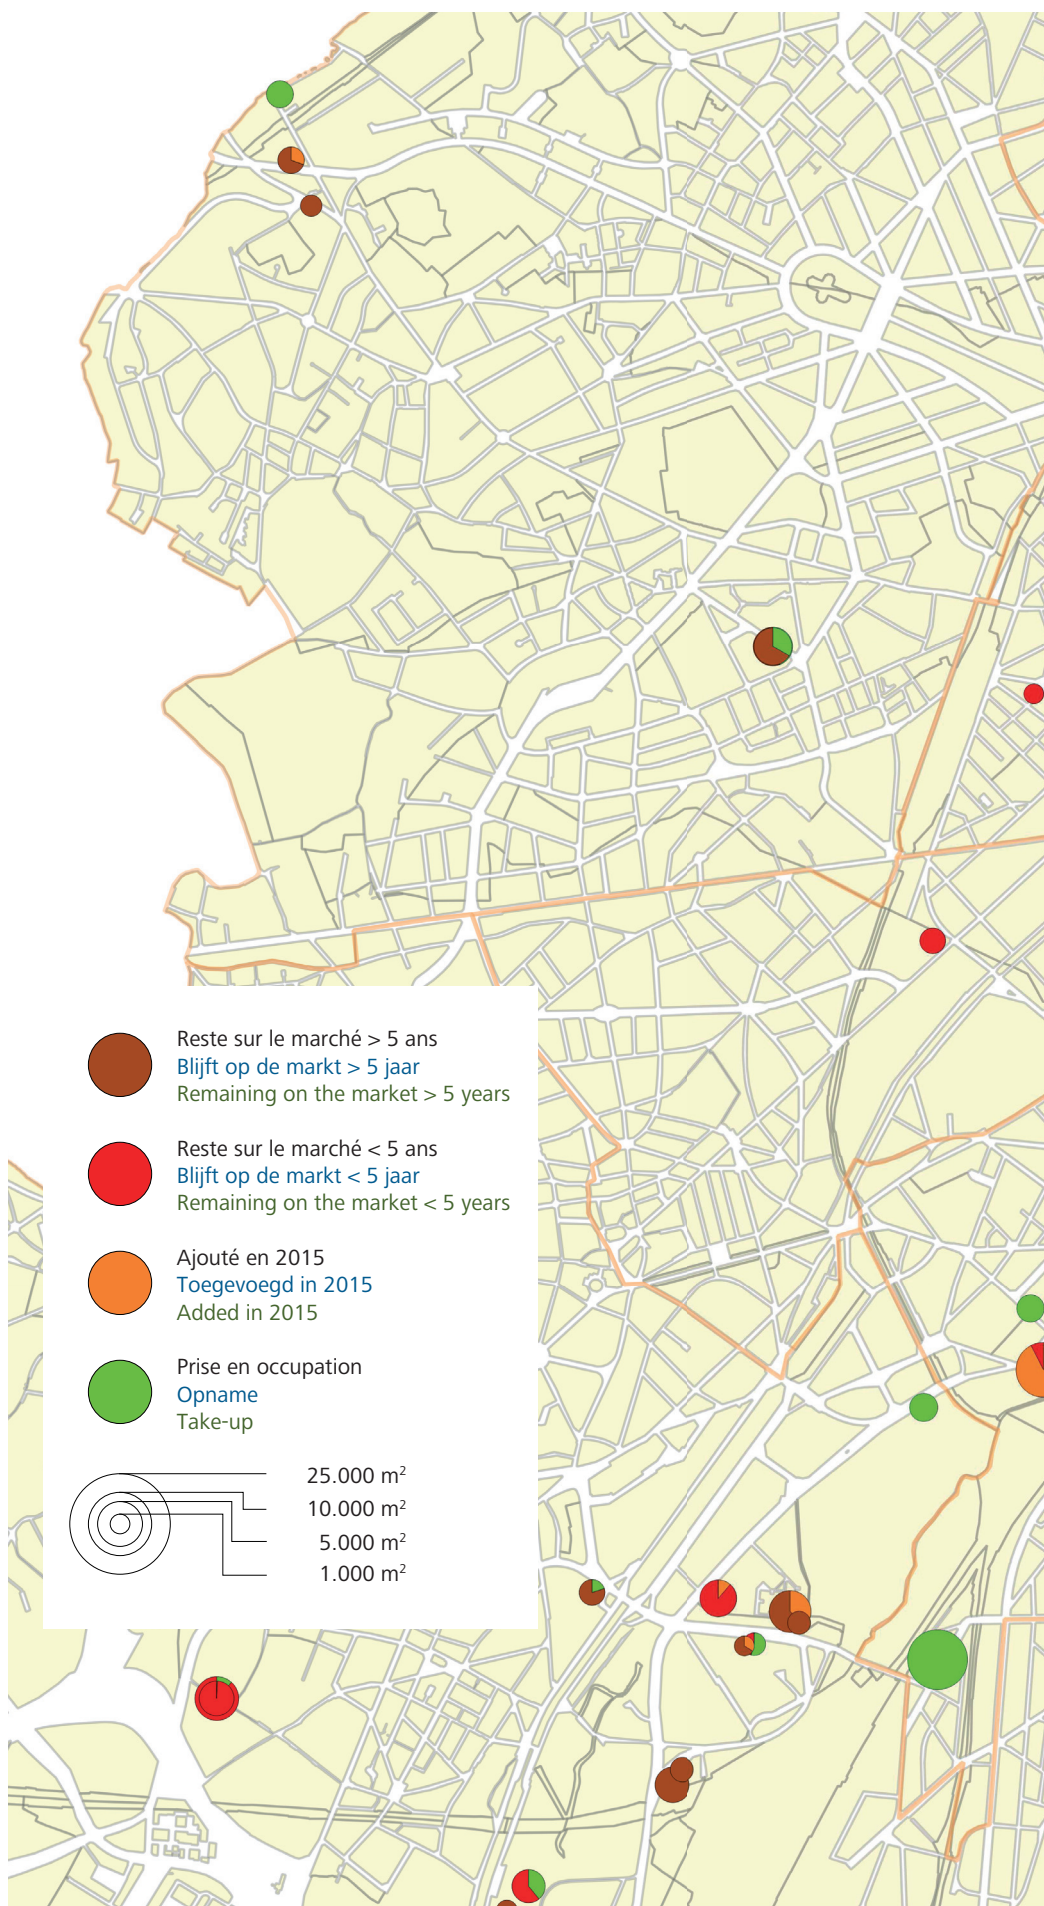 Reste sur le marché > 5 ans
Blijft op de markt > 5 jaar
Remaining on the market > 5 years
Reste sur le marché < 5 ans
Blijft op de markt < 5 jaar
Remaining on the market < 5 years
Ajouté en 2015
Toegevoegd in 2015
Added in 2015
Prise en occupation
Opname
Take-up
25.000 m²
10.000 m²
5.000 m²
1.000 m²